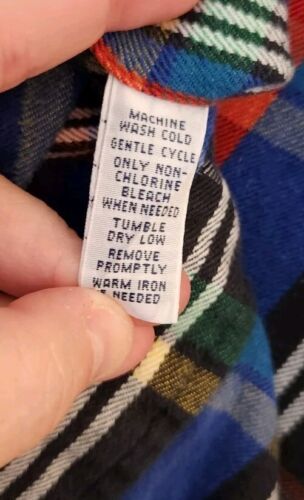 MACHINE
WASH COLD
GENTLE CYCLE
ONLY NON-
CHLORINE
BLEACH
WHEN NEEDED
TUMBLE
DRY LOW
REMOVE
PROMPTLY
WARM IRON
NEEDED